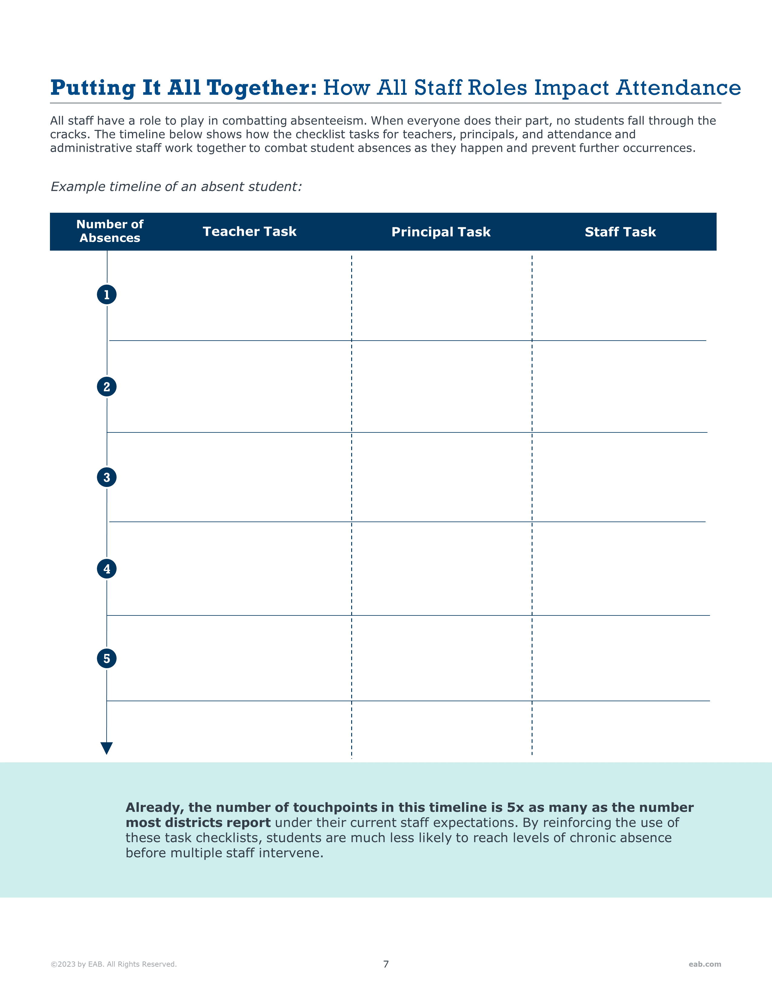 Putting It All Together: How All Staff Roles Impact Attendance
All staff have a role to play in combatting absenteeism. When everyone does their part, no students fall through the
cracks. The timeline below shows how the checklist tasks for teachers, principals, and attendance and
administrative staff work together to combat student absences as they happen and prevent further occurrences.
Example timeline of an absent student:
Number of
Absences
Teacher Task
Principal Task
Staff Task
1
2
3
4
5
Already, the number of touchpoints in this timeline is 5x as many as the number
most districts report under their current staff expectations. By reinforcing the use of
these task checklists, students are much less likely to reach levels of chronic absence
before multiple staff intervene.
©2023 by EAB. All Rights Reserved.
7
eab.com